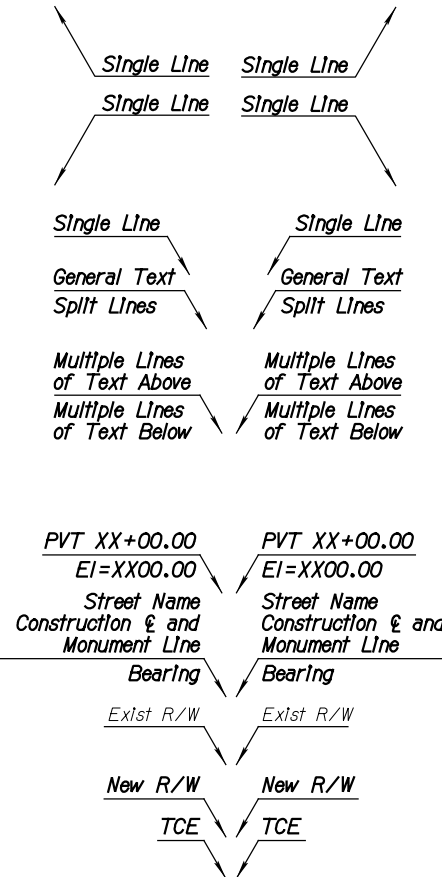 Single Line Single Line
Single Line Single Line
Single Line Single Line
General Text General Text
Split Lines Split Lines
Multiple Lines Multiple Lines
of Text Above of Text Above
Multiple Lines Multiple Lines
of Text Below of Text Below
PVT XX+00.00 PVT XX+00.00
El=XX00.00 El=XX00.00
Street Name Street Name
Construction ℄ and Construction ℄ and
Monument Line Monument Line
Bearing Bearing
Exist R/W Exist R/W
New R/W New R/W
TCE TCE